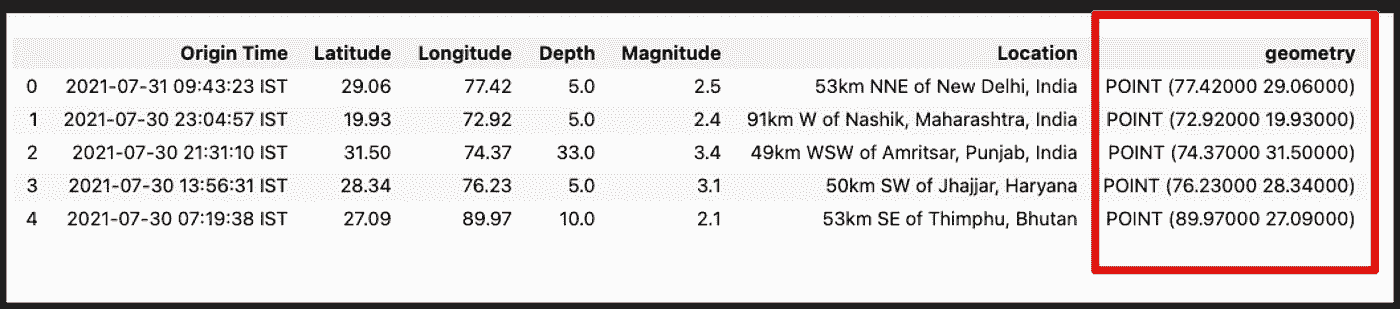 Origin Time Latitude Longitude Depth Magnitude Location geometry
0 2021-07-31 09:43:23 IST 29.06 77.42 5.0 2.5 53km NNE of New Delhi, India POINT (77.42000 29.06000)
1 2021-07-30 23:04:57 IST 19.93 72.92 5.0 2.4 91km W of Nashik, Maharashtra, India POINT (72.92000 19.93000)
2 2021-07-30 21:31:10 IST 31.50 74.37 33.0 3.4 49km WSW of Amritsar, Punjab, India POINT (74.37000 31.50000)
3 2021-07-30 13:56:31 IST 28.34 76.23 5.0 3.1 50km SW of Jhajjar, Haryana POINT (76.23000 28.34000)
4 2021-07-30 07:19:38 IST 27.09 89.97 10.0 2.1 53km SE of Thimphu, Bhutan POINT (89.97000 27.09000)